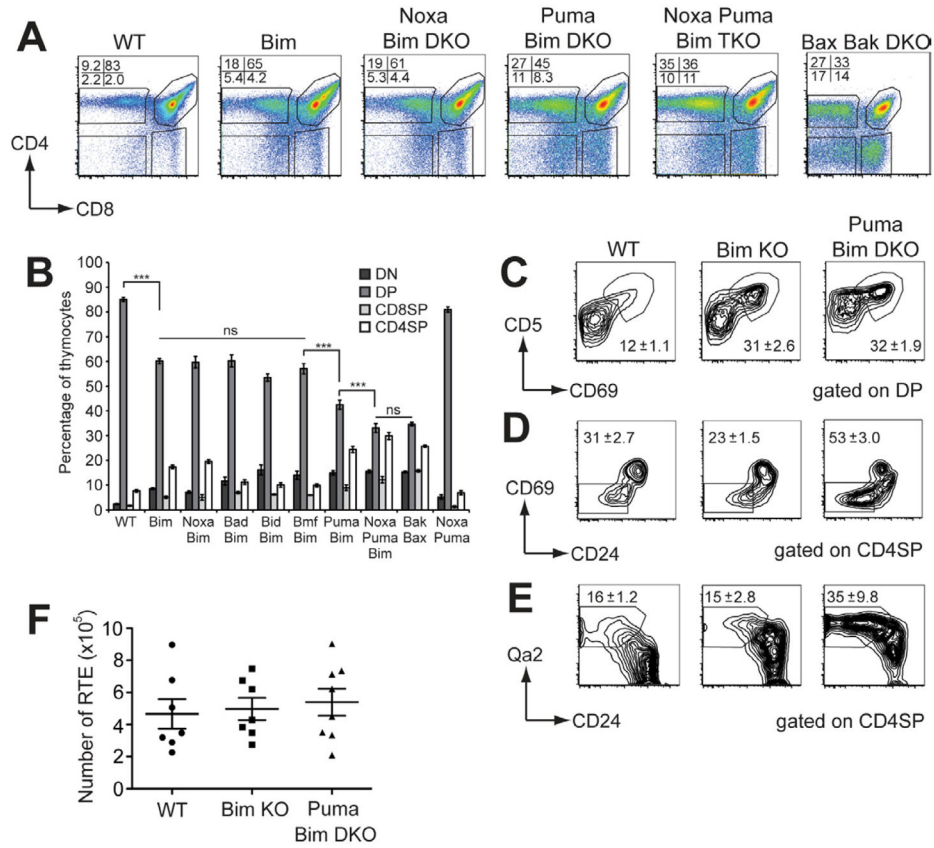 A
WT
Bim
Noxa
Bim DKO
Puma
Bim DKO
Noxa Puma
Bim TKO
Bax Bak DKO
9.2 83
2.2 2.0
18 65
5.4 4.2
19 61
5.3 4.4
27 45
11 8.3
35 36
10 11
27 33
17 14
CD4
CD8
B
Percentage of thymocytes
100
90
80
70
60
50
40
30
20
10
0
***
ns
***
***
ns
DN
DP
CD8SP
CD4SP
WT
Bim
Noxa
Bim
Bad
Bim
Bid
Bim
Bmf
Bim
Puma
Bim
Noxa
Puma
Bim
Bak
Bax
Noxa
Puma
C
WT
Bim KO
Puma
Bim DKO
CD5
CD69
12 ±1.1
31 ±2.6
32 ±1.9
gated on DP
D
31 ±2.7
23 ±1.5
53 ±3.0
CD69
CD24
gated on CD4SP
E
16 ±1.2
15 ±2.8
35 ±9.8
Qa2
CD24
gated on CD4SP
F
Number of RTE (x10⁵)
10
8
6
4
2
0
WT
Bim KO
Puma
Bim DKO